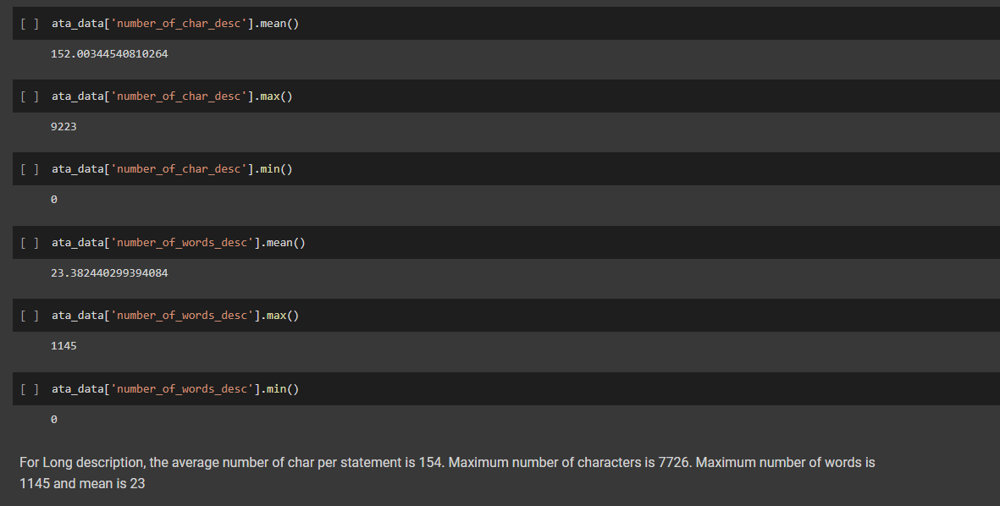 [ ] ata_data['number_of_char_desc'].mean()
152.00344540810264
[ ] ata_data['number_of_char_desc'].max()
9223
[ ] ata_data['number_of_char_desc'].min()
0
[ ] ata_data['number_of_words_desc'].mean()
23.382440299394084
[ ] ata_data['number_of_words_desc'].max()
1145
[ ] ata_data['number_of_words_desc'].min()
0
For Long description, the average number of char per statement is 154. Maximum number of characters is 7726. Maximum number of words is
1145 and mean is 23